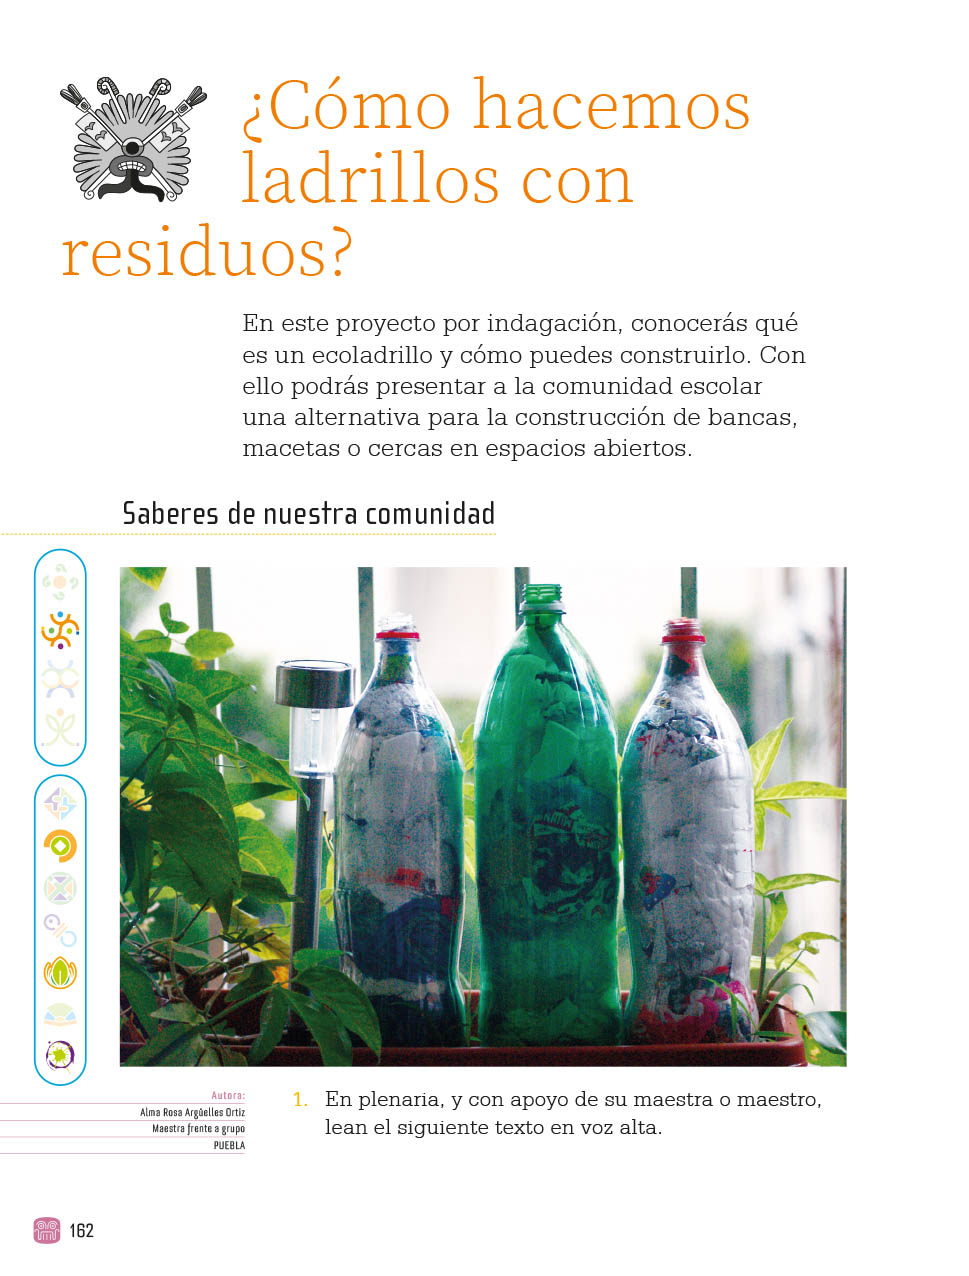 ¿Cómo hacemos
ladrillos con
residuos?
En este proyecto por indagación, conocerás qué
es un ecoladrillo y cómo puedes construirlo. Con
ello podrás presentar a la comunidad escolar
una alternativa para la construcción de bancas,
macetas o cercas en espacios abiertos.
Saberes de nuestra comunidad
Autora:
Alma Rosa Argüelles Ortiz
Maestra frente a grupo
PUEBLA
1. En plenaria, y con apoyo de su maestra o maestro,
lean el siguiente texto en voz alta.
162